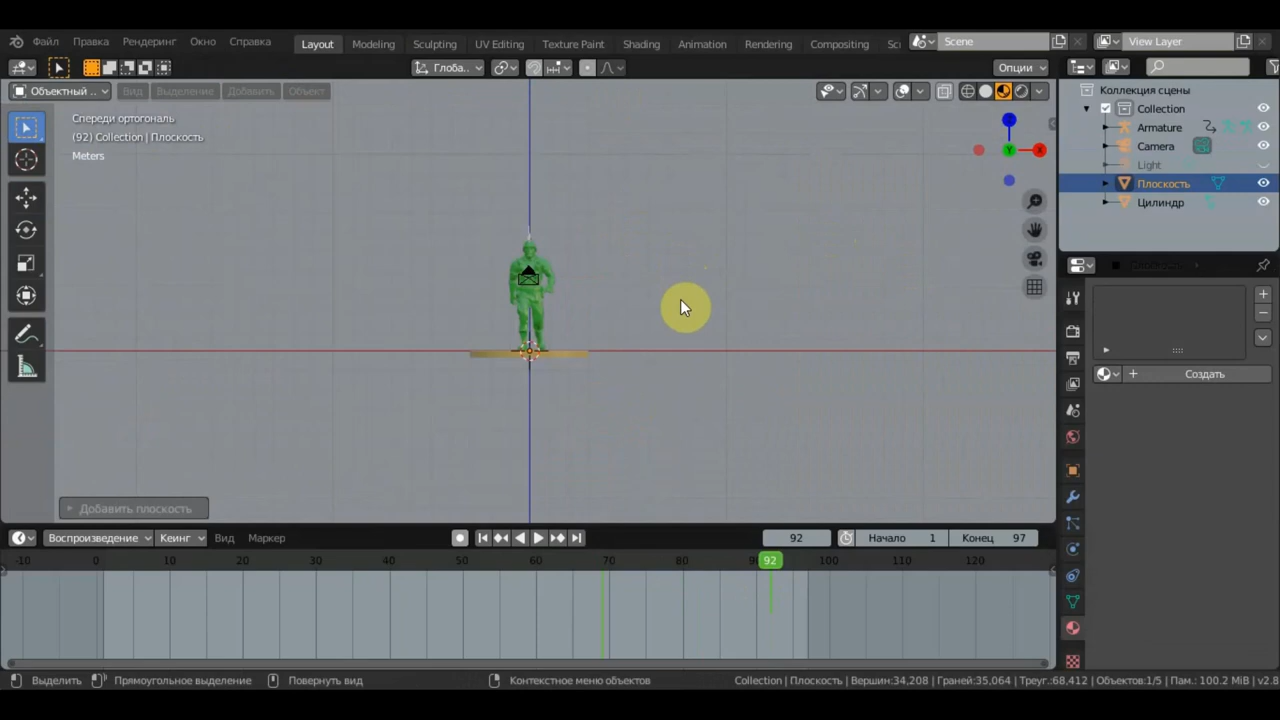 Файл Правка Рендеринг Окно Справка Layout Modeling Sculpting UV Editing Texture Paint Shading Animation Rendering Compositing Sc Scene View Layer
Глоба... Опции
Объектный .. Вид Выделение Добавить Объект
Спереди ортогональ
(92) Collection | Плоскость
Meters
Z
Y
X
Добавить плоскость
Коллекция сцены
Collection
Armature
Camera
Light
Плоскость
Цилиндр
Создать
Воспроизведение Кеинг Вид Маркер 92 Начало 1 Конец 97
-10 0 10 20 30 40 50 60 70 80 9 92 100 110 120
Выделить Прямоугольное выделение Повернуть вид Контекстное меню объектов Collection | Плоскость | Вершин:34,208 | Граней:35,064 | Треуг.:68,412 | Объектов:1/5 | Пам.: 100.2 MiB | v2.8